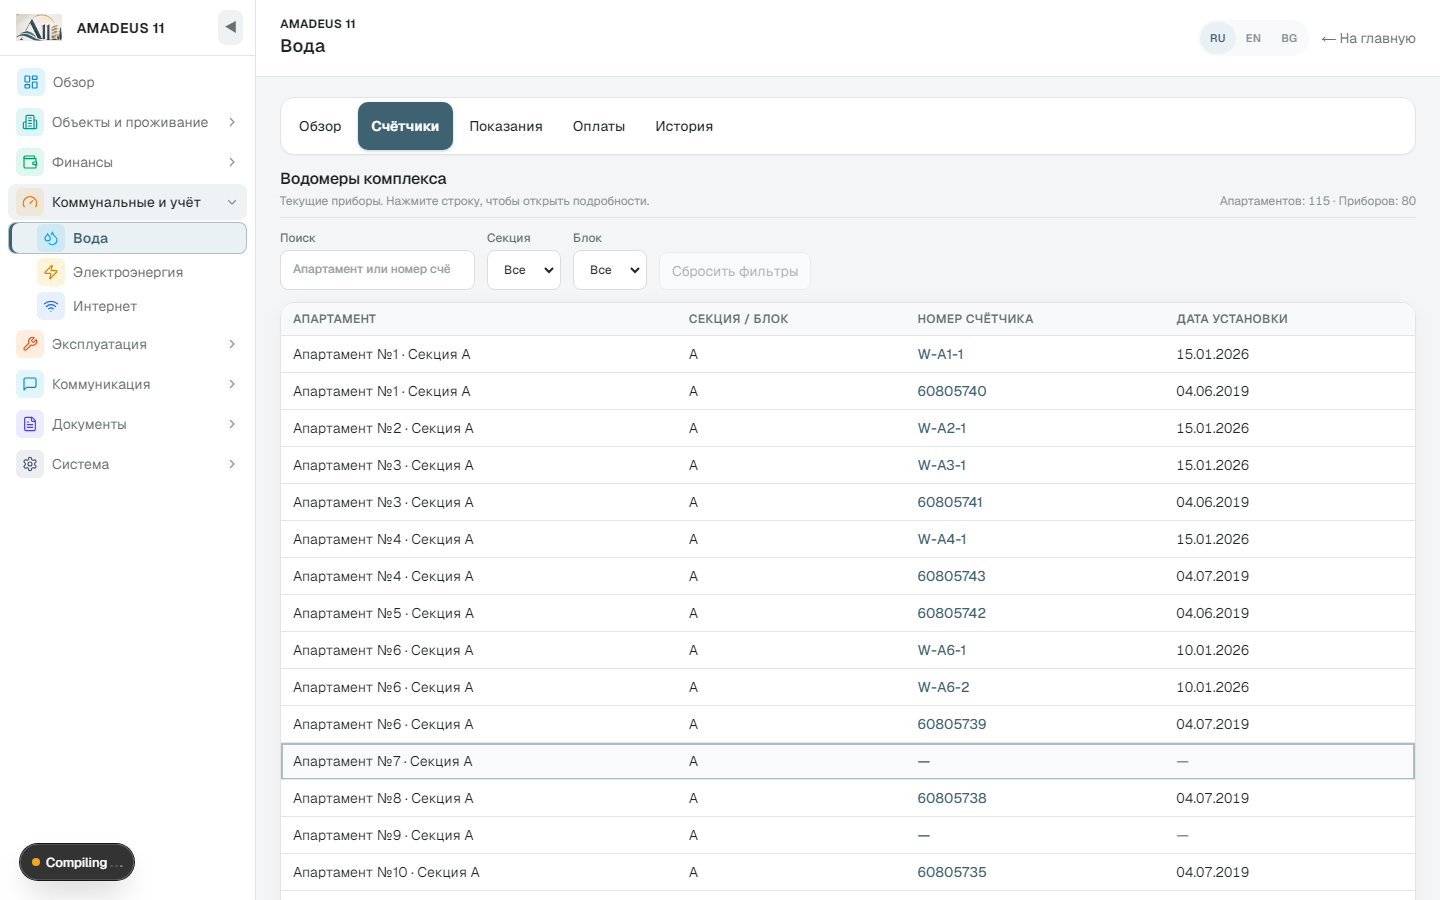 AMADEUS 11
AMADEUS 11
Вода
RU EN BG
← На главную
Обзор
Объекты и проживание
Финансы
Коммунальные и учёт
Вода
Электроэнергия
Интернет
Эксплуатация
Коммуникация
Документы
Система
Обзор Счётчики Показания Оплаты История
Водомеры комплекса
Текущие приборы. Нажмите строку, чтобы открыть подробности.
Апартаментов: 115 · Приборов: 80
Поиск Секция Блок
Апартамент или номер счё Все Все Сбросить фильтры
АПАРТАМЕНТ СЕКЦИЯ / БЛОК НОМЕР СЧЁТЧИКА ДАТА УСТАНОВКИ
Апартамент №1 · Секция А А W-A1-1 15.01.2026
Апартамент №1 · Секция А А 60805740 04.06.2019
Апартамент №2 · Секция А А W-A2-1 15.01.2026
Апартамент №3 · Секция А А W-A3-1 15.01.2026
Апартамент №3 · Секция А А 60805741 04.06.2019
Апартамент №4 · Секция А А W-A4-1 15.01.2026
Апартамент №4 · Секция А А 60805743 04.07.2019
Апартамент №5 · Секция А А 60805742 04.06.2019
Апартамент №6 · Секция А А W-A6-1 10.01.2026
Апартамент №6 · Секция А А W-A6-2 10.01.2026
Апартамент №6 · Секция А А 60805739 04.07.2019
Апартамент №7 · Секция А А — —
Апартамент №8 · Секция А А 60805738 04.07.2019
Апартамент №9 · Секция А А — —
Апартамент №10 · Секция А А 60805735 04.07.2019
Compiling ...